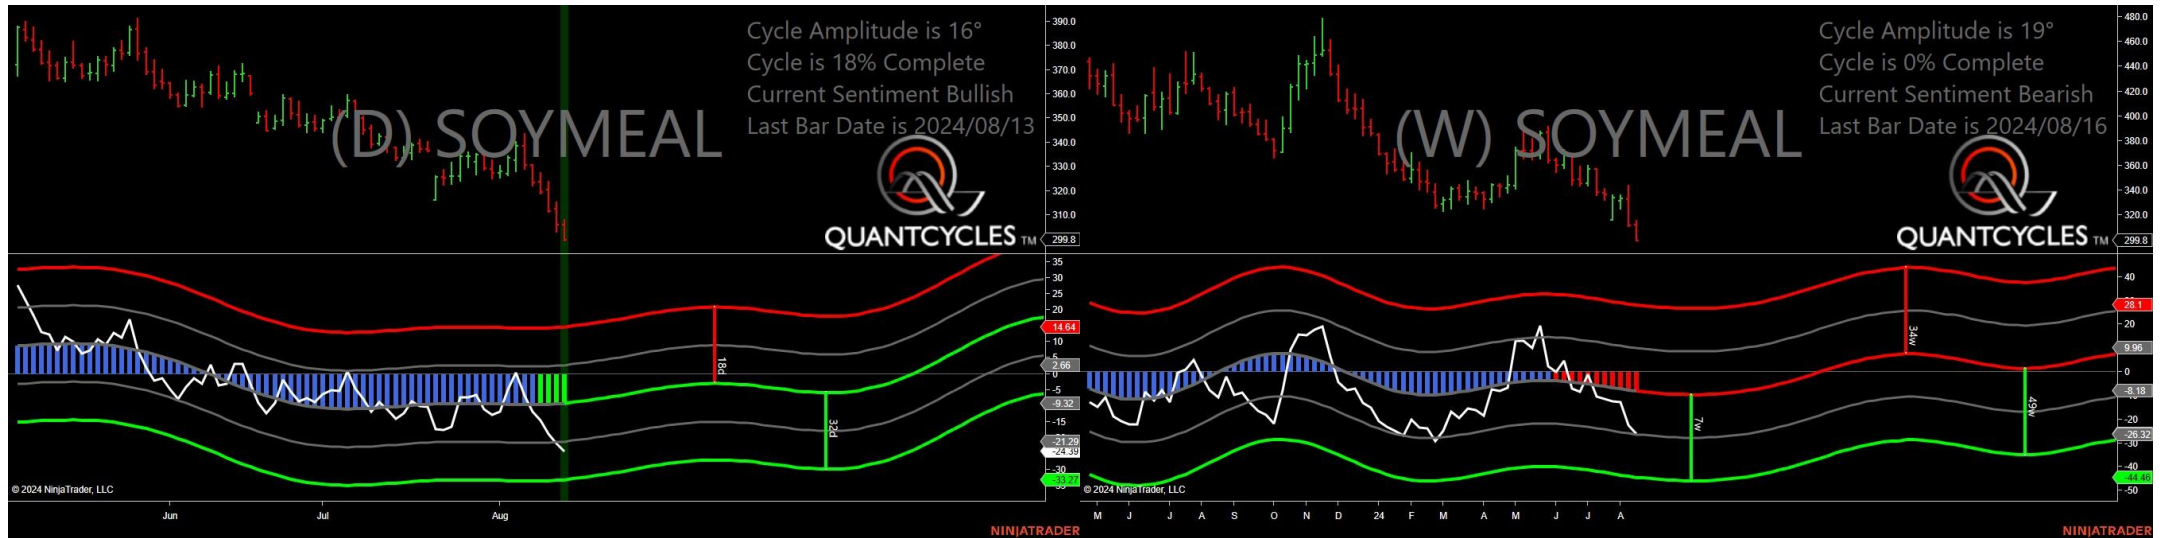 Cycle Amplitude is 16°
Cycle is 18% Complete
Current Sentiment Bullish
Last Bar Date is 2024/08/13
(D) SOYMEAL
QUANTCYCLES TM
390.0
380.0
370.0
360.0
350.0
340.0
330.0
320.0
310.0
299.8
35
30
25
20
14.64
10
5
2.66
0
-5
-9.32
-15
-21.29
-24.39
-30
-33.27
18d
32d
© 2024 NinjaTrader, LLC
Jun Jul Aug
NINJATRADER
Cycle Amplitude is 19°
Cycle is 0% Complete
Current Sentiment Bearish
Last Bar Date is 2024/08/16
(W) SOYMEAL
QUANTCYCLES TM
480.0
460.0
440.0
420.0
400.0
380.0
360.0
340.0
320.0
299.8
40
28.1
20
9.96
0
-8.18
-20
-26.32
-30
-40
-44.46
-50
34w
7w
49w
© 2024 NinjaTrader, LLC
M J J A S O N D 24 F M A M J J A
NINJATRADER